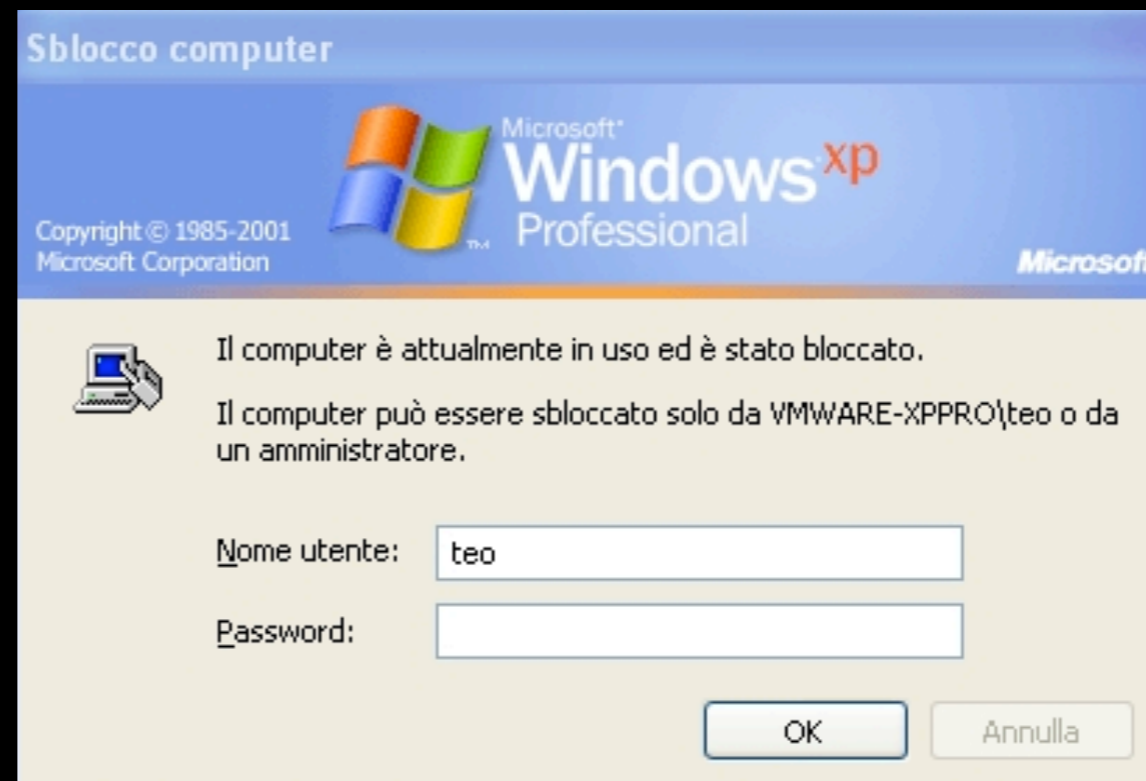 Sblocco computer
Microsoft®
Windows xp
Professional
TM
Copyright © 1985-2001
Microsoft Corporation
Microsoft
Il computer è attualmente in uso ed è stato bloccato.
Il computer può essere sbloccato solo da VMWARE-XPPRO\teo o da
un amministratore.
Nome utente: teo
Password:
OK Annulla